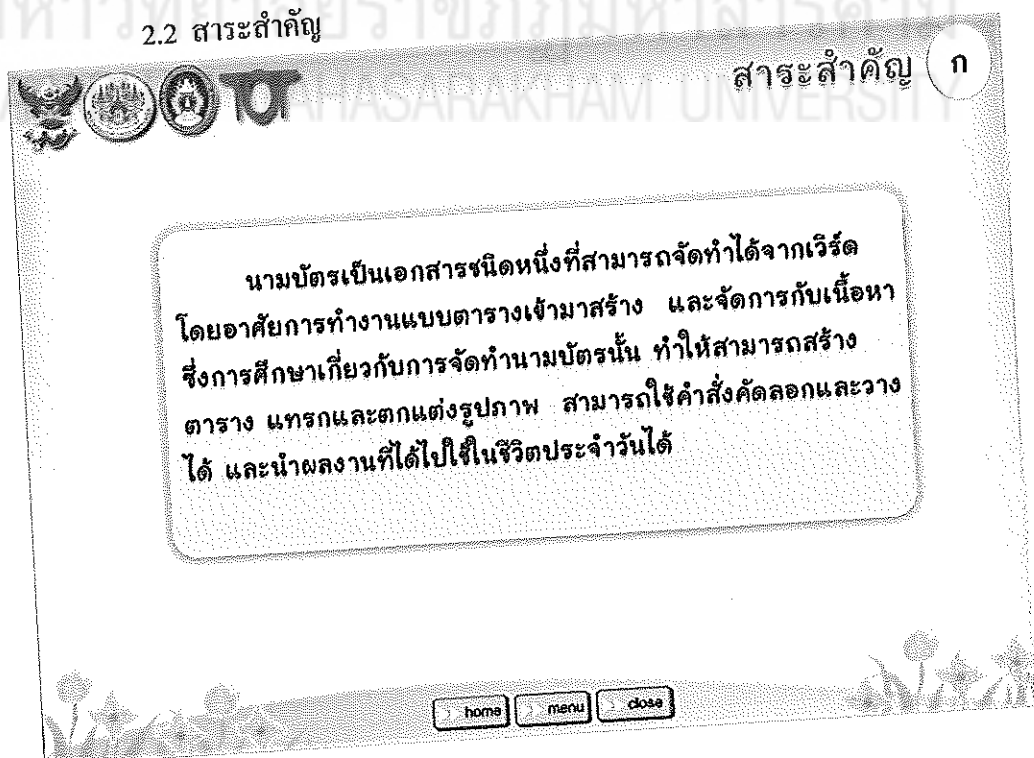 2.2 สาระสำคัญ
สาระสำคัญ ก
TOT
นามบัตรเป็นเอกสารชนิดหนึ่งที่สามารถจัดทำได้จากเวิร์ด
โดยอาศัยการทำงานแบบตารางเข้ามาสร้าง และจัดการกับเนื้อหา
ซึ่งการศึกษาเกี่ยวกับการจัดทำนามบัตรนั้น ทำให้สามารถสร้าง
ตาราง แทรกและตกแต่งรูปภาพ สามารถใช้คำสั่งคัดลอกและวาง
ได้ และนำผลงานที่ได้ไปใช้ในชีวิตประจำวันได้
home menu close